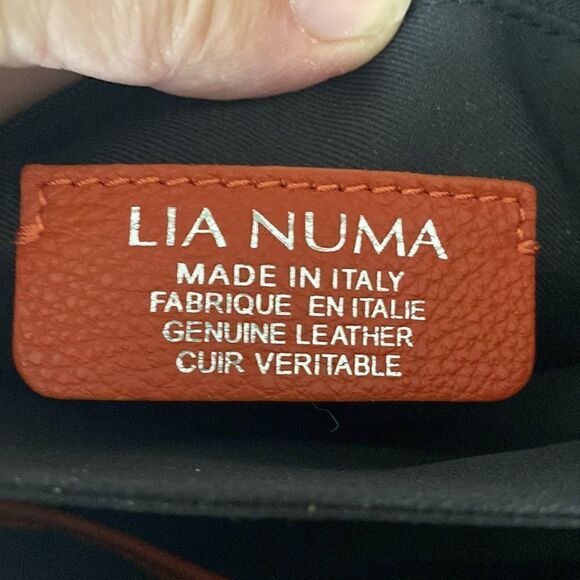 LIA NUMA
MADE IN ITALY
FABRIQUE EN ITALIE
GENUINE LEATHER
CUIR VERITABLE